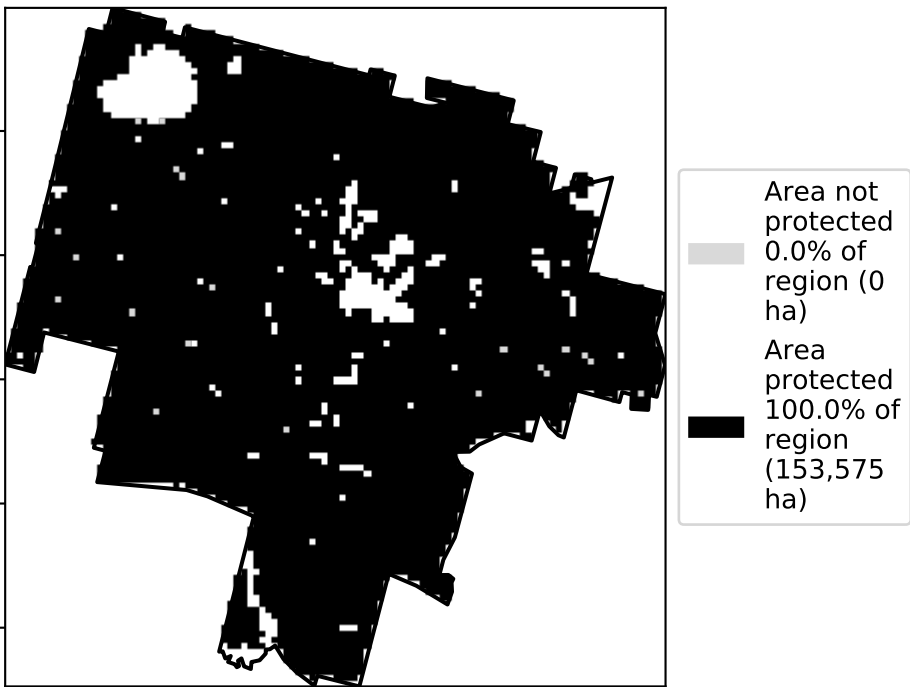 Area not
protected
0.0% of
region (0
ha)
Area
protected
100.0% of
region
(153,575
ha)